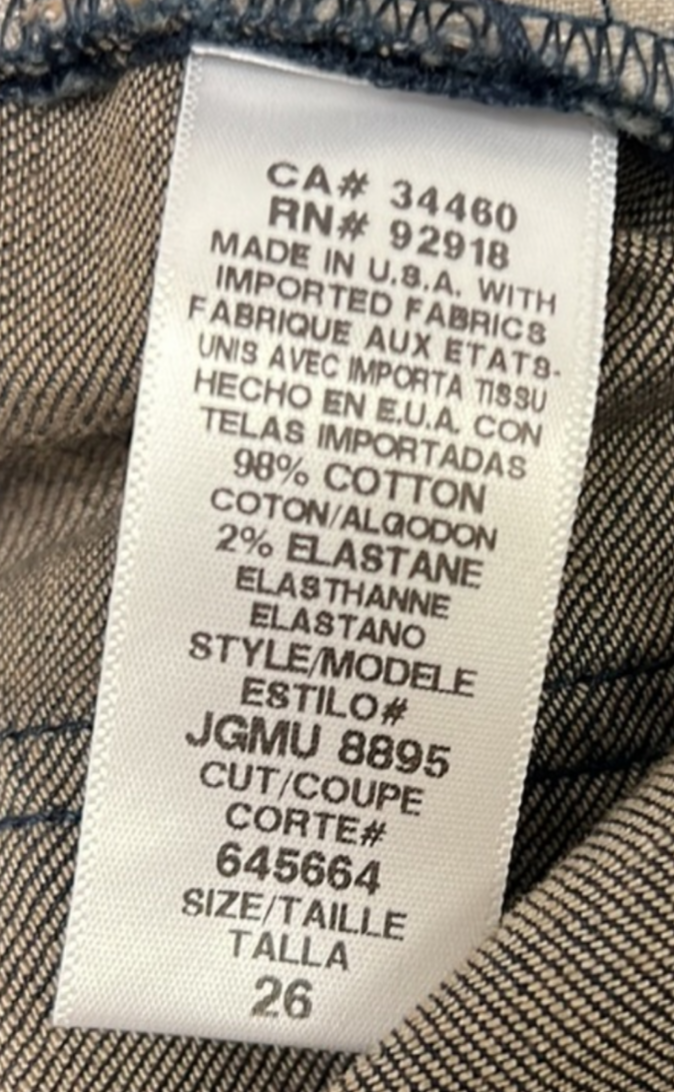 CA# 34460
RN# 92918
MADE IN U.S.A. WITH
IMPORTED FABRICS
FABRIQUE AUX ETATS-
UNIS AVEC IMPORTA TISSU
HECHO EN E.U.A. CON
TELAS IMPORTADAS
98% COTTON
COTON/ALGODON
2% ELASTANE
ELASTHANNE
ELASTANO
STYLE/MODELE
ESTILO#
JGMU 8895
CUT/COUPE
CORTE#
645664
SIZE/TAILLE
TALLA
26